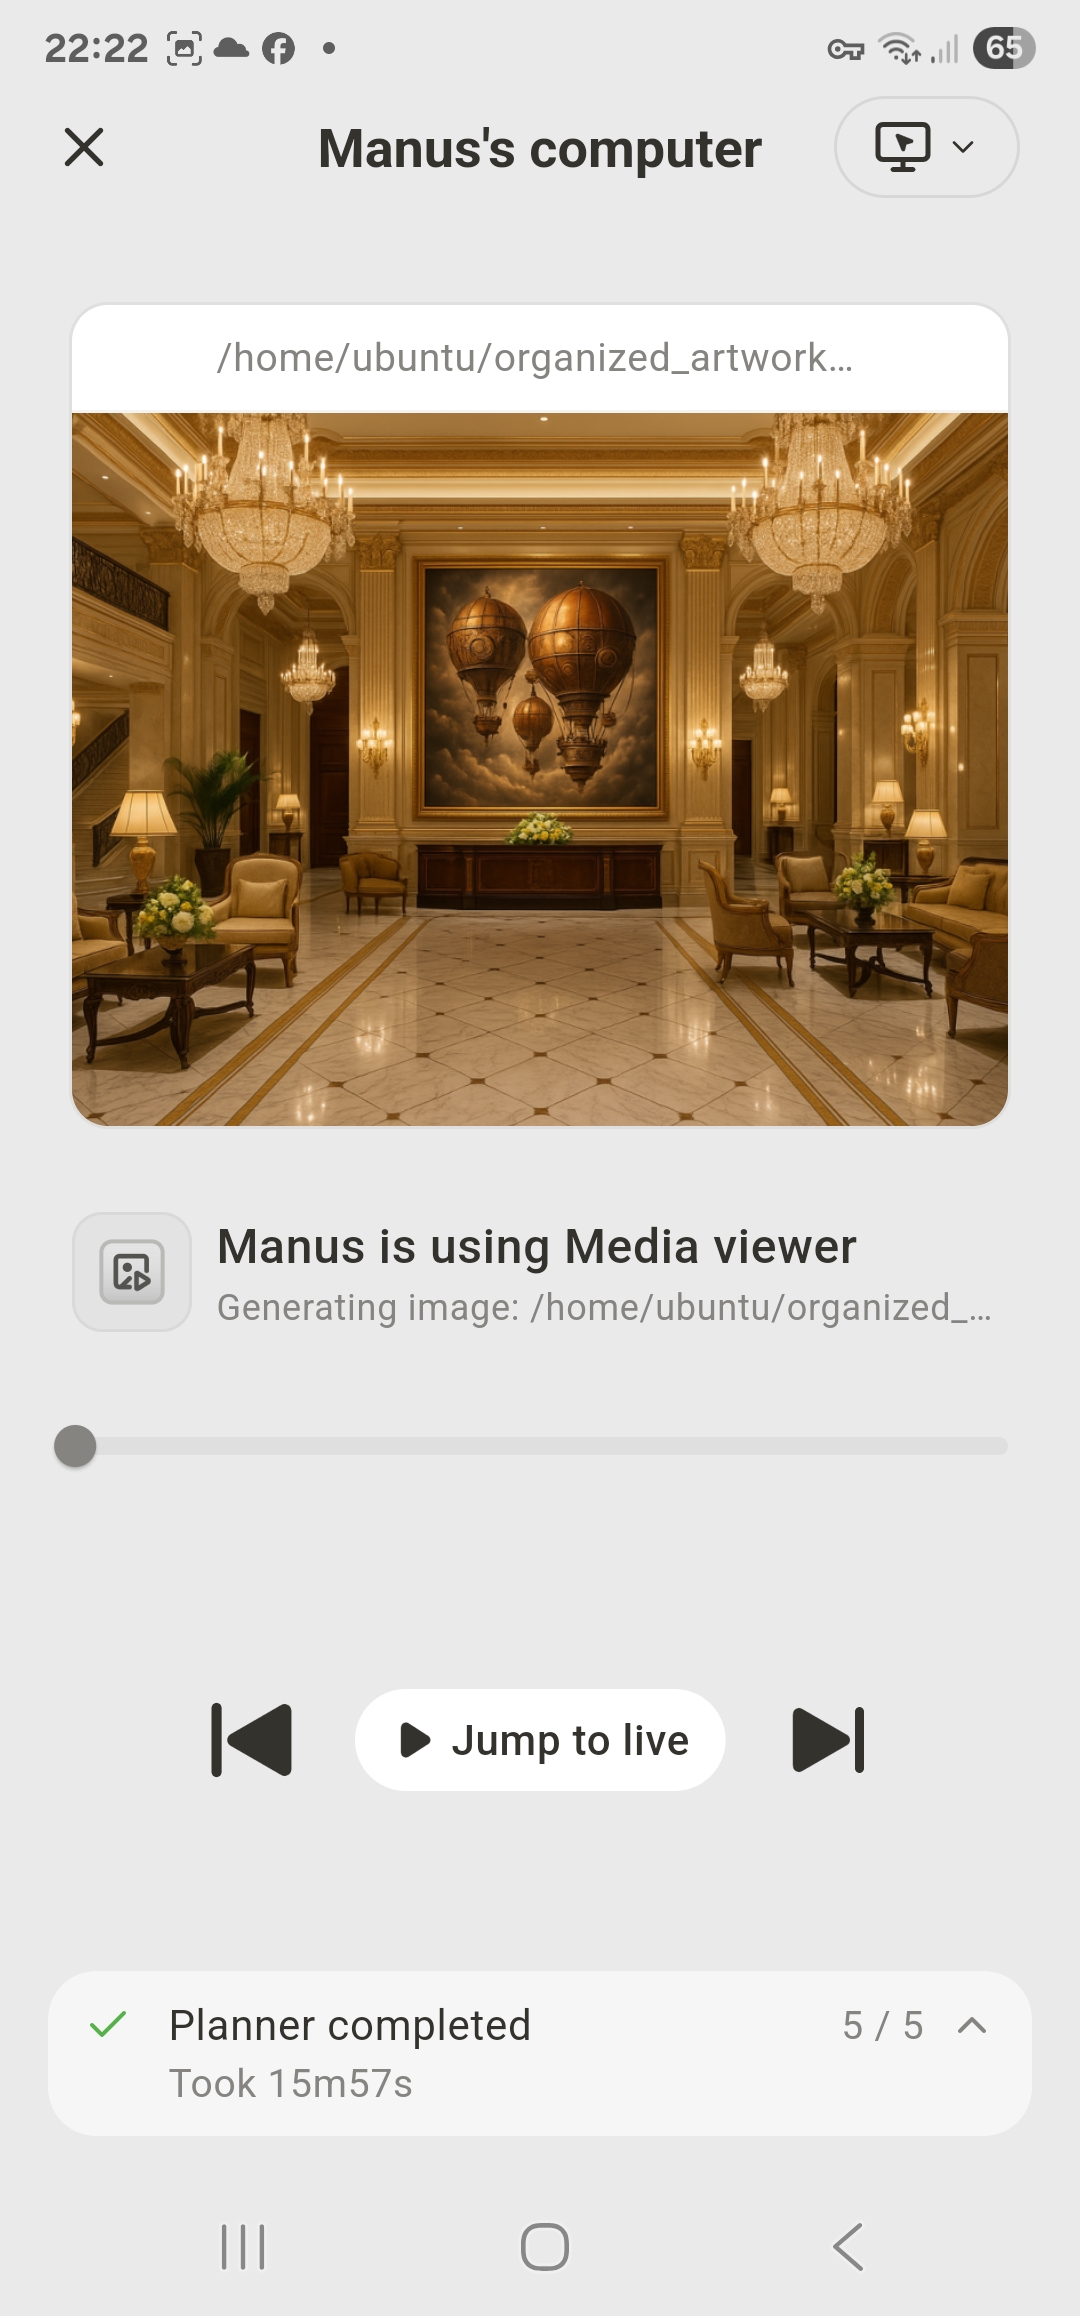 22:22
65
Manus's computer
/home/ubuntu/organized_artwork…
Manus is using Media viewer
Generating image: /home/ubuntu/organized_…
Jump to live
Planner completed
5 / 5
Took 15m57s